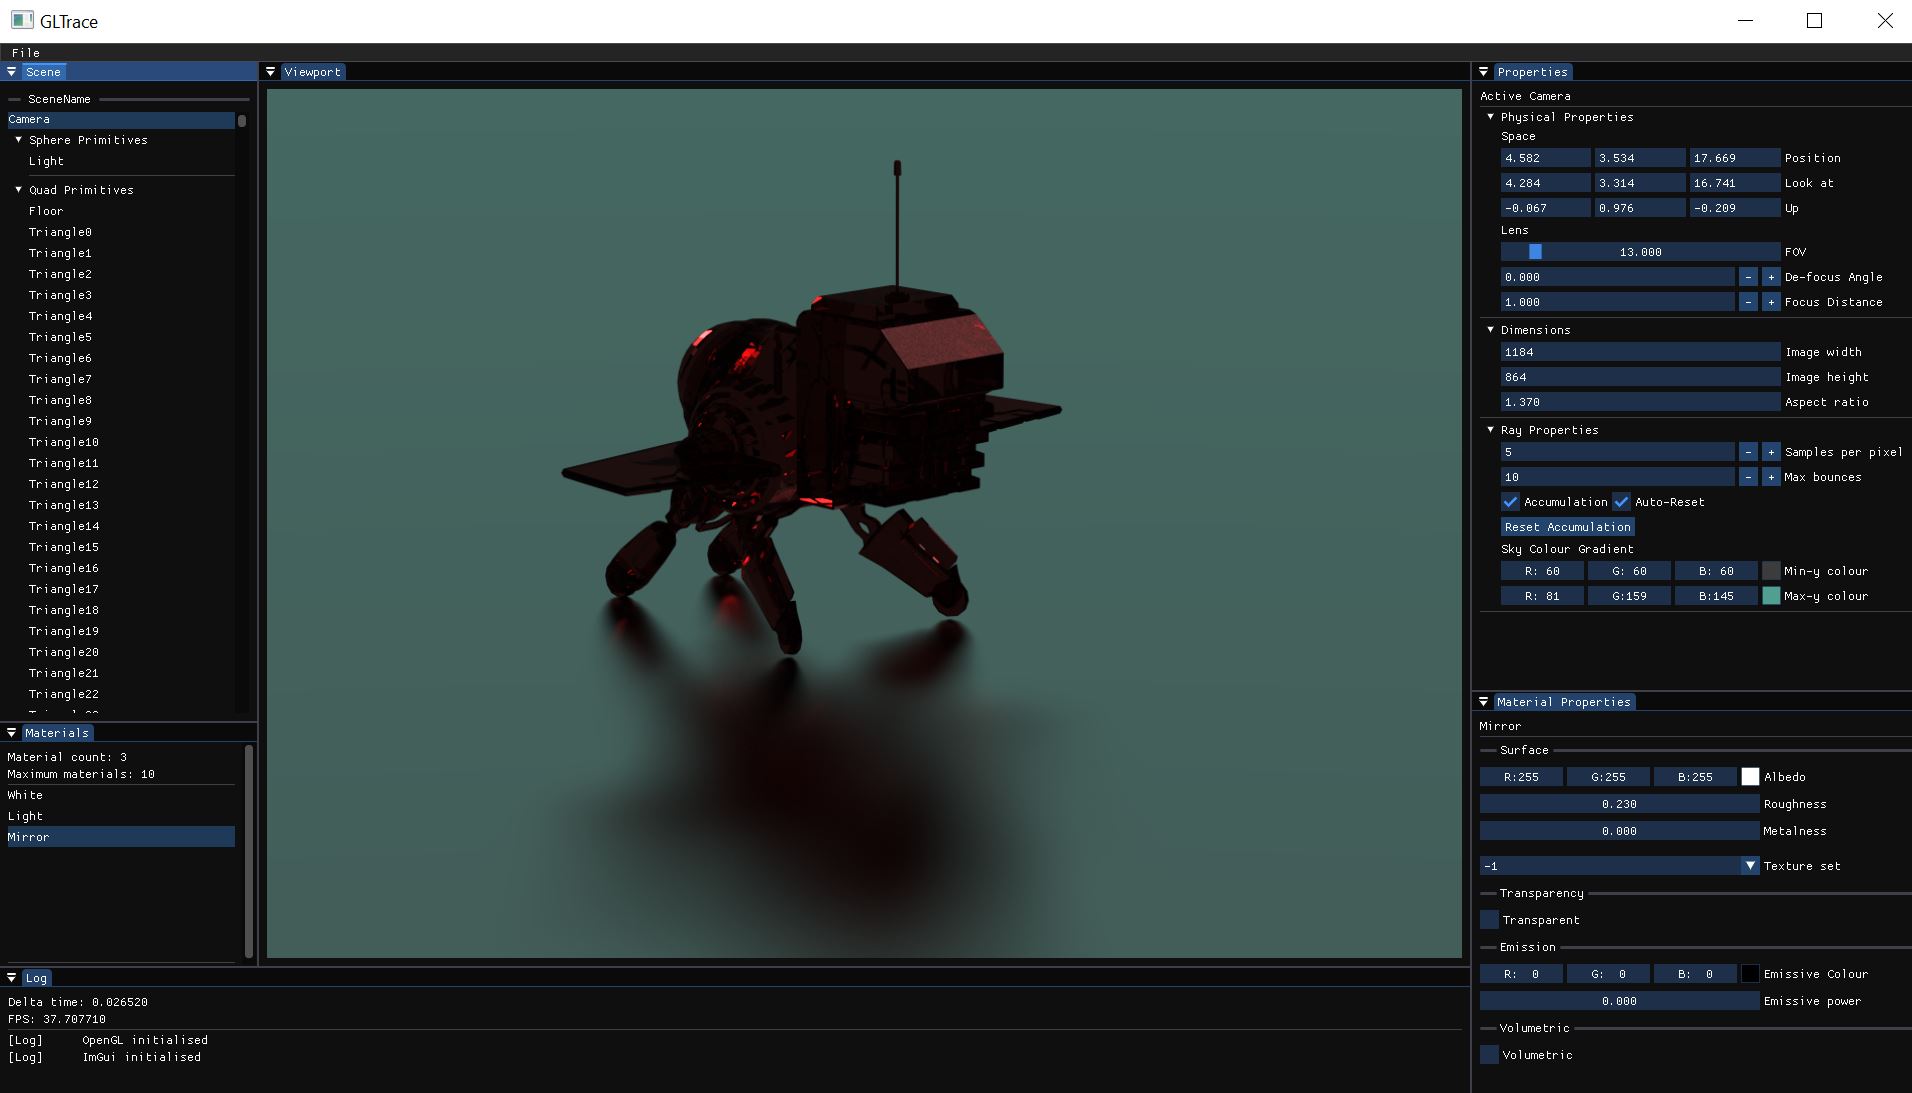 GLTrace
File
Scene
SceneName
Camera
Sphere Primitives
Light
Quad Primitives
Floor
Triangle0
Triangle1
Triangle2
Triangle3
Triangle4
Triangle5
Triangle6
Triangle7
Triangle8
Triangle9
Triangle10
Triangle11
Triangle12
Triangle13
Triangle14
Triangle15
Triangle16
Triangle17
Triangle18
Triangle19
Triangle20
Triangle21
Triangle22
Materials
Material count: 3
Maximum materials: 10
White
Light
Mirror
Viewport
Log
Delta time: 0.026520
FPS: 37.707710
[Log] OpenGL initialised
[Log] ImGui initialised
Properties
Active Camera
Physical Properties
Space
4.582 3.534 17.669 Position
4.284 3.314 16.741 Look at
-0.067 0.976 -0.209 Up
Lens
13.000 FOV
0.000 - + De-focus Angle
1.000 - + Focus Distance
Dimensions
1184 Image width
864 Image height
1.370 Aspect ratio
Ray Properties
5 - + Samples per pixel
10 - + Max bounces
Accumulation Auto-Reset
Reset Accumulation
Sky Colour Gradient
R: 60 G: 60 B: 60 Min-y colour
R: 81 G:159 B:145 Max-y colour
Material Properties
Mirror
Surface
R:255 G:255 B:255 Albedo
0.230 Roughness
0.000 Metalness
-1 Texture set
Transparency
Transparent
Emission
R: 0 G: 0 B: 0 Emissive Colour
0.000 Emissive power
Volumetric
Volumetric